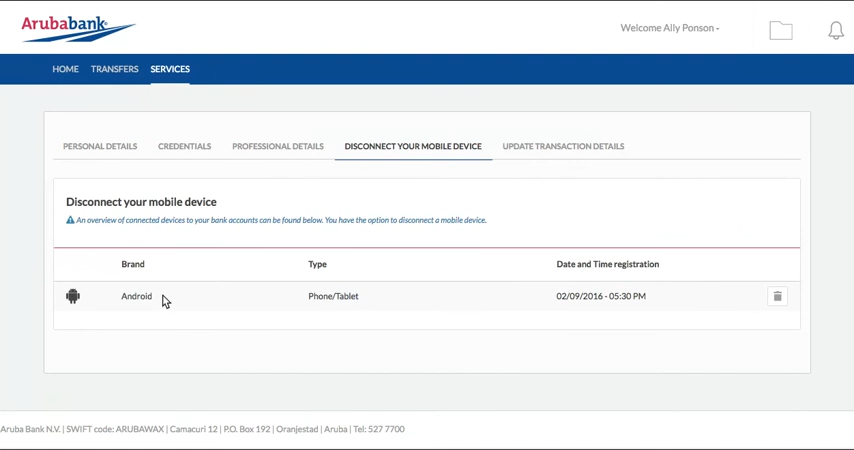 Arubabank
Welcome Ally Ponson
HOME TRANSFERS SERVICES
PERSONAL DETAILS CREDENTIALS PROFESSIONAL DETAILS DISCONNECT YOUR MOBILE DEVICE UPDATE TRANSACTION DETAILS
Disconnect your mobile device
An overview of connected devices to your bank accounts can be found below. You have the option to disconnect a mobile device.
Brand Type Date and Time registration
Android Phone/Tablet 02/09/2016 - 05:30 PM
Aruba Bank N.V. | SWIFT code: ARUBAWAX | Camacuri 12 | P.O. Box 192 | Oranjestad | Aruba | Tel: 527 7700